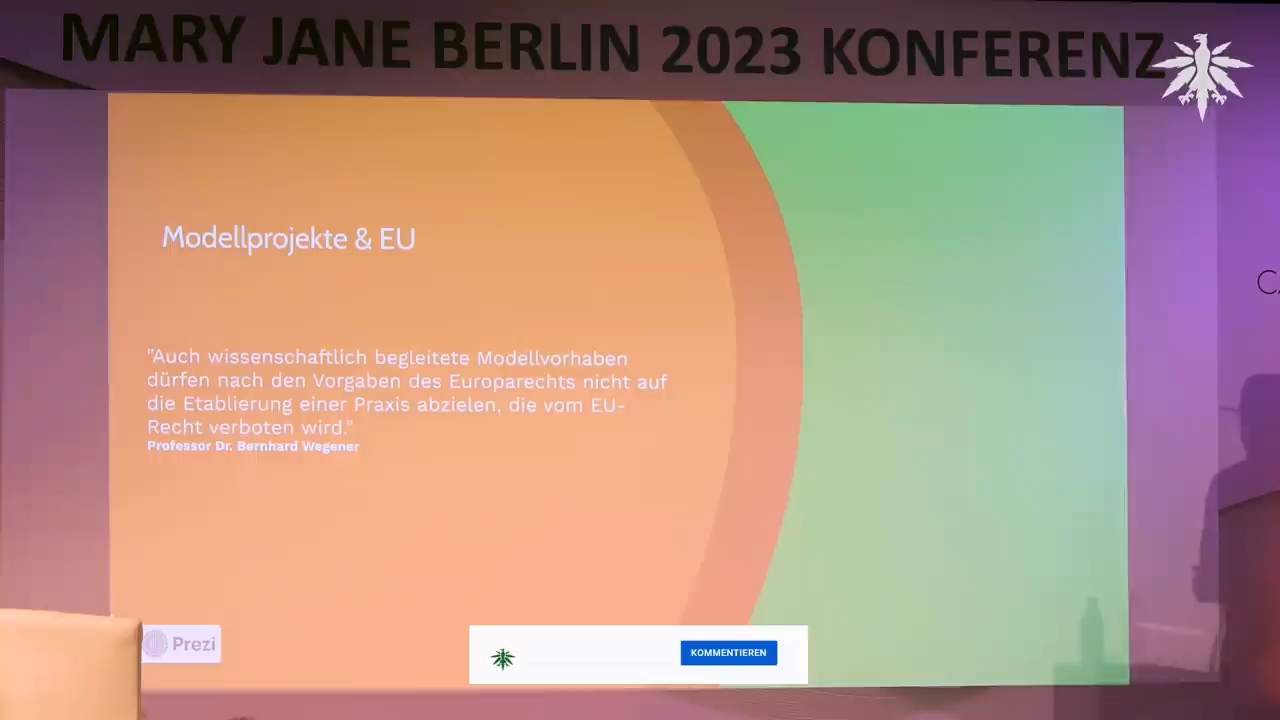 MARY JANE BERLIN 2023 KONFERENZ
Modellprojekte & EU
"Auch wissenschaftlich begleitete Modellvorhaben
dürfen nach den Vorgaben des Europarechts nicht auf
die Etablierung einer Praxis abzielen, die vom EU-
Recht verboten wird."
Professor Dr. Bernhard Wegener
Prezi
KOMMENTIEREN